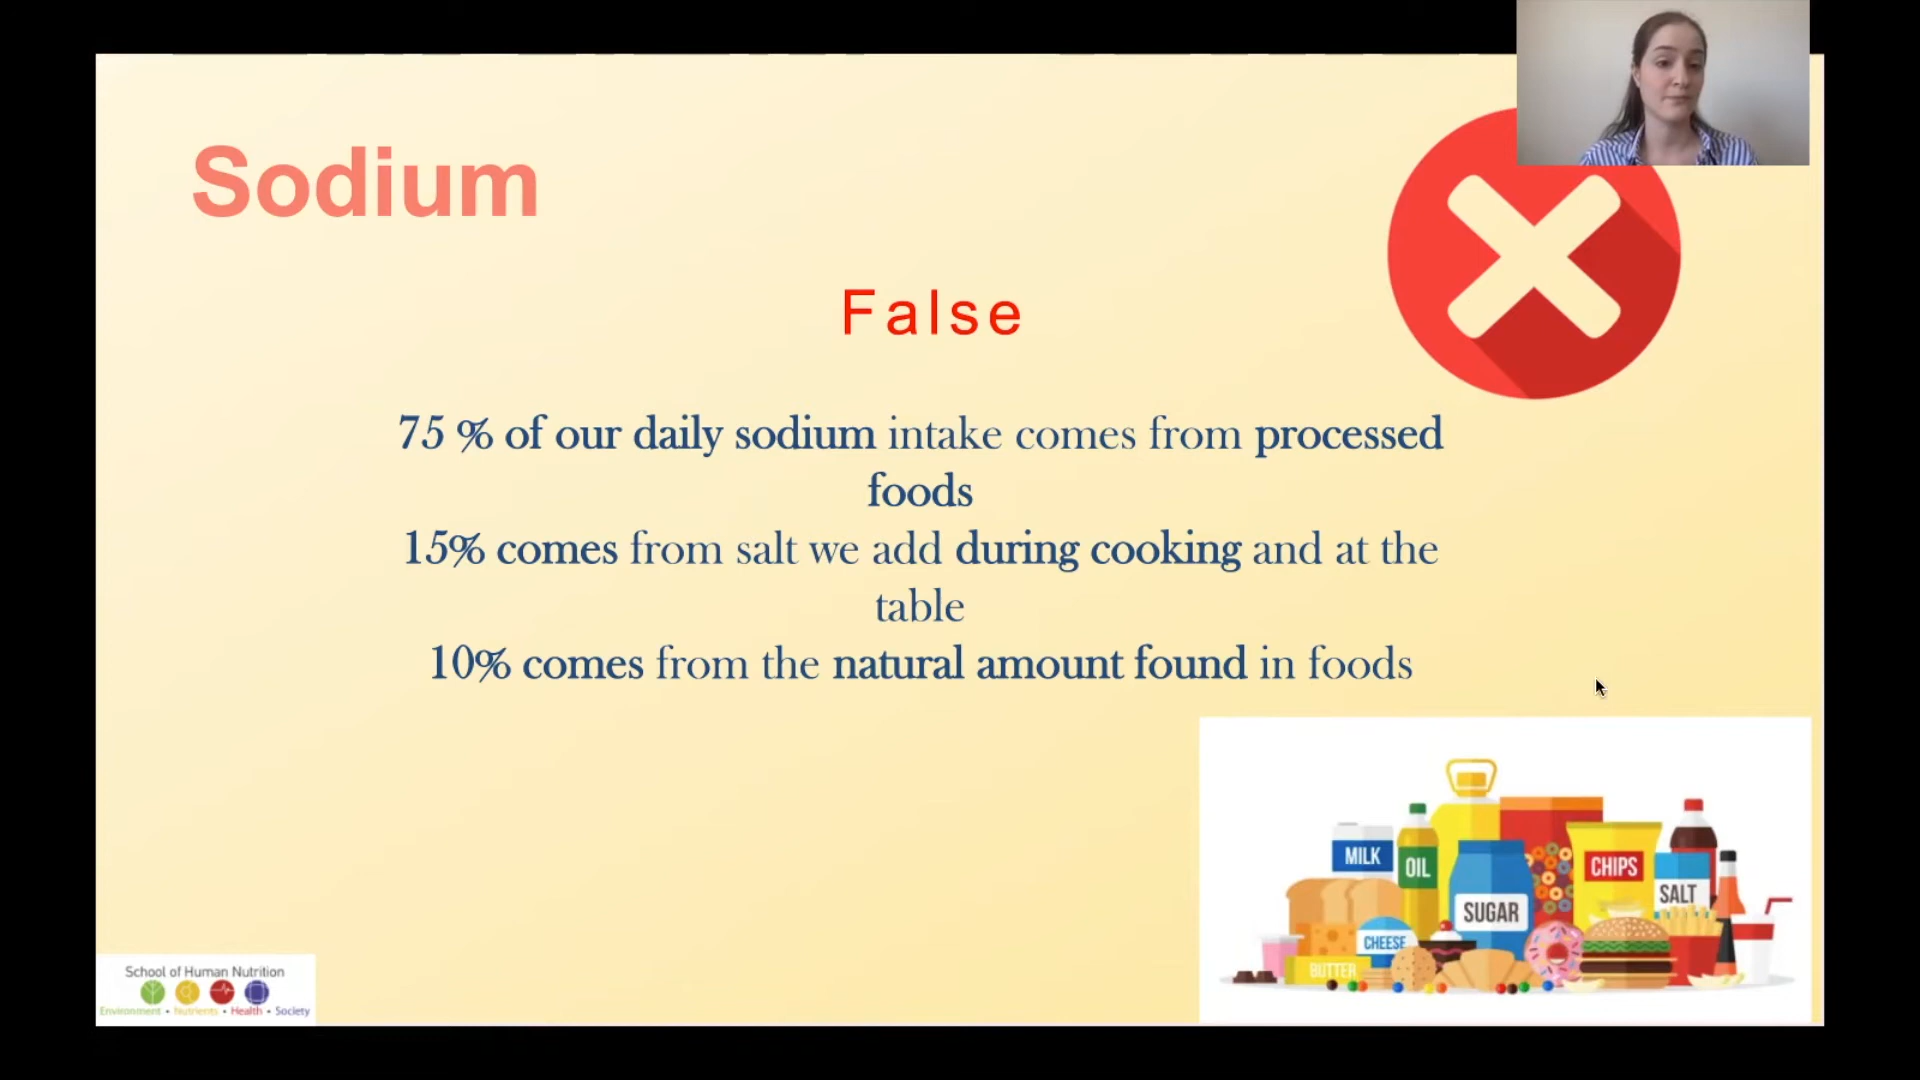 Sodium
False
75 % of our daily sodium intake comes from processed
foods
15% comes from salt we add during cooking and at the
table
10% comes from the natural amount found in foods
MILK
OIL
CHIPS
SALT
SUGAR
CHEESE
BUTTER
School of Human Nutrition
Environment • Nutrients • Health • Society